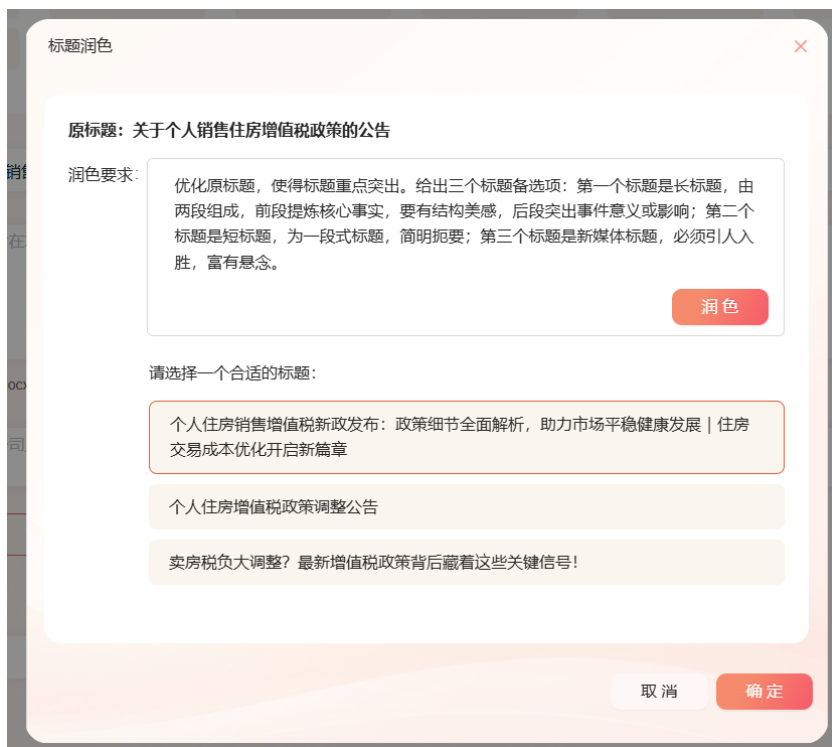 标题润色
原标题：关于个人销售住房增值税政策的公告
润色要求:
优化原标题，使得标题重点突出。给出三个标题备选项：第一个标题是长标题，由
两段组成，前段提炼核心事实，要有结构美感，后段突出事件意义或影响；第二个
标题是短标题，为一段式标题，简明扼要；第三个标题是新媒体标题，必须引人入
胜，富有悬念。
润色
请选择一个合适的标题：
个人住房销售增值税新政发布：政策细节全面解析，助力市场平稳健康发展 | 住房
交易成本优化开启新篇章
个人住房增值税政策调整公告
卖房税负大调整？最新增值税政策背后藏着这些关键信号！
取消
确定